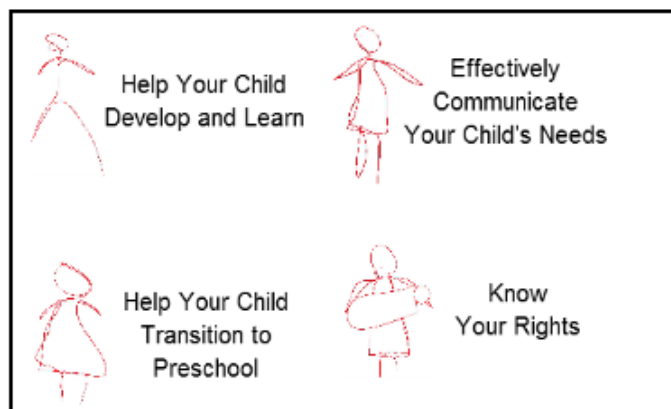 Help Your Child
Develop and Learn
Effectively
Communicate
Your Child's Needs
Help Your Child
Transition to
Preschool
Know
Your Rights